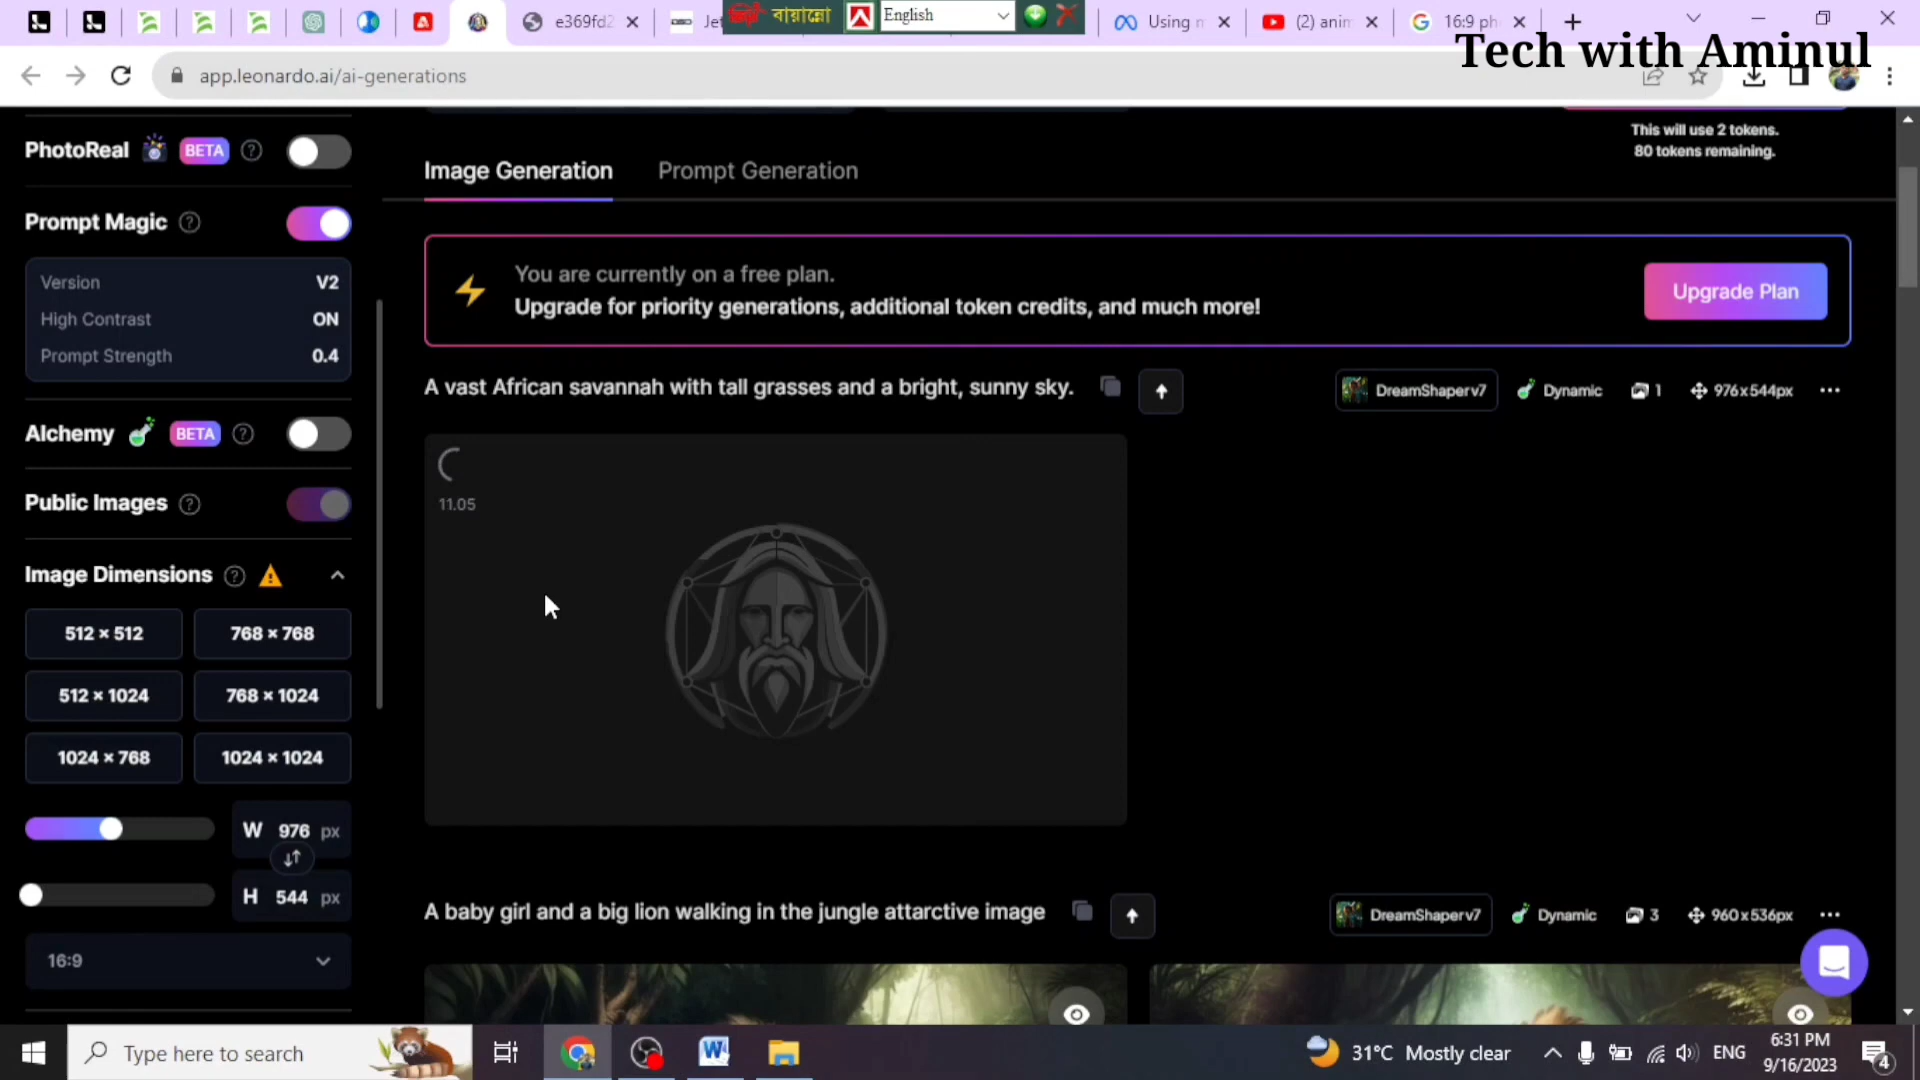 e369fd2
Jet
বায়ান্নো
English
Using m
(2) anim
16:9 ph
Tech with Aminul
app.leonardo.ai/ai-generations
PhotoReal BETA
This will use 2 tokens.
80 tokens remaining.
Image Generation
Prompt Generation
Prompt Magic
You are currently on a free plan.
Upgrade for priority generations, additional token credits, and much more!
Upgrade Plan
Version V2
High Contrast ON
Prompt Strength 0.4
A vast African savannah with tall grasses and a bright, sunny sky.
DreamShaper v7 Dynamic 1 976x544px
Alchemy BETA
11.05
Public Images
Image Dimensions
512 × 512
768 × 768
512 × 1024
768 × 1024
1024 × 768
1024 × 1024
W 976 px
H 544 px
16:9
A baby girl and a big lion walking in the jungle attarctive image
DreamShaper v7 Dynamic 3 960x536px
Type here to search
31°C Mostly clear
ENG
6:31 PM
9/16/2023
4